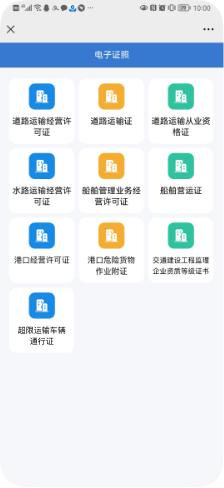 10:00
电子证照
道路运输经营许
可证
道路运输证
道路运输从业资
格证
水路运输经营许
可证
船舶管理业务经
营许可证
船舶营运证
港口经营许可证
港口危险货物
作业附证
交通建设工程监理
企业资质等级证书
超限运输车辆
通行证